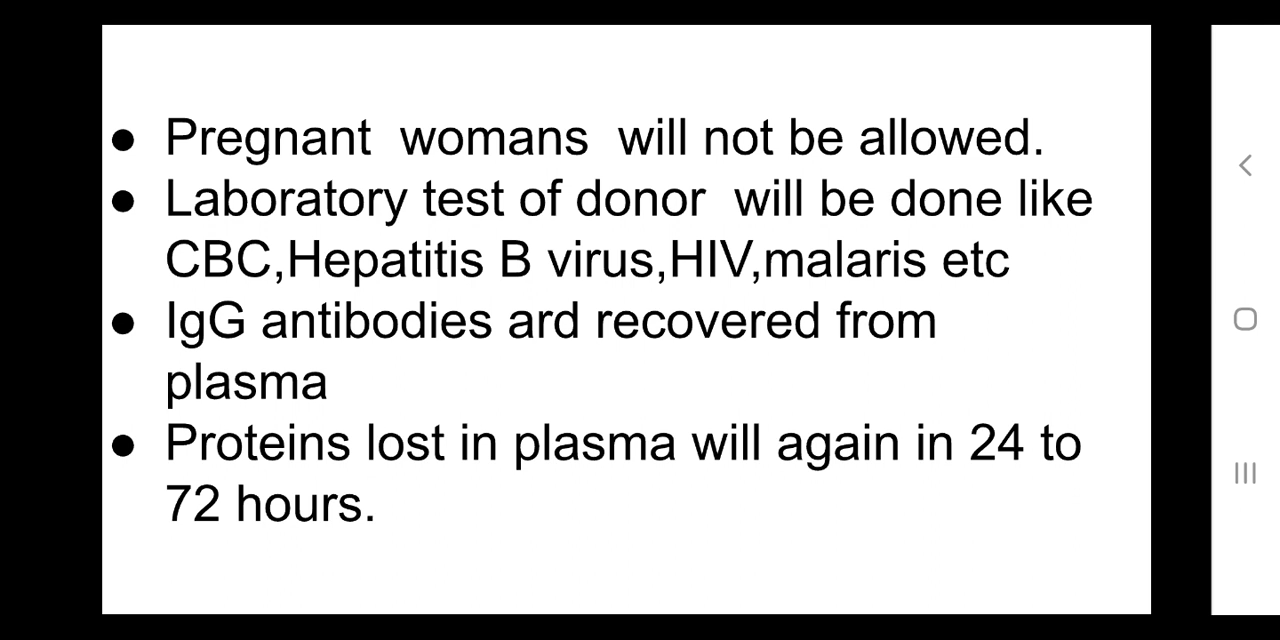 ● Pregnant womans will not be allowed.
● Laboratory test of donor will be done like
CBC,Hepatitis B virus,HIV,malaris etc
● IgG antibodies ard recovered from
plasma
● Proteins lost in plasma will again in 24 to
72 hours.